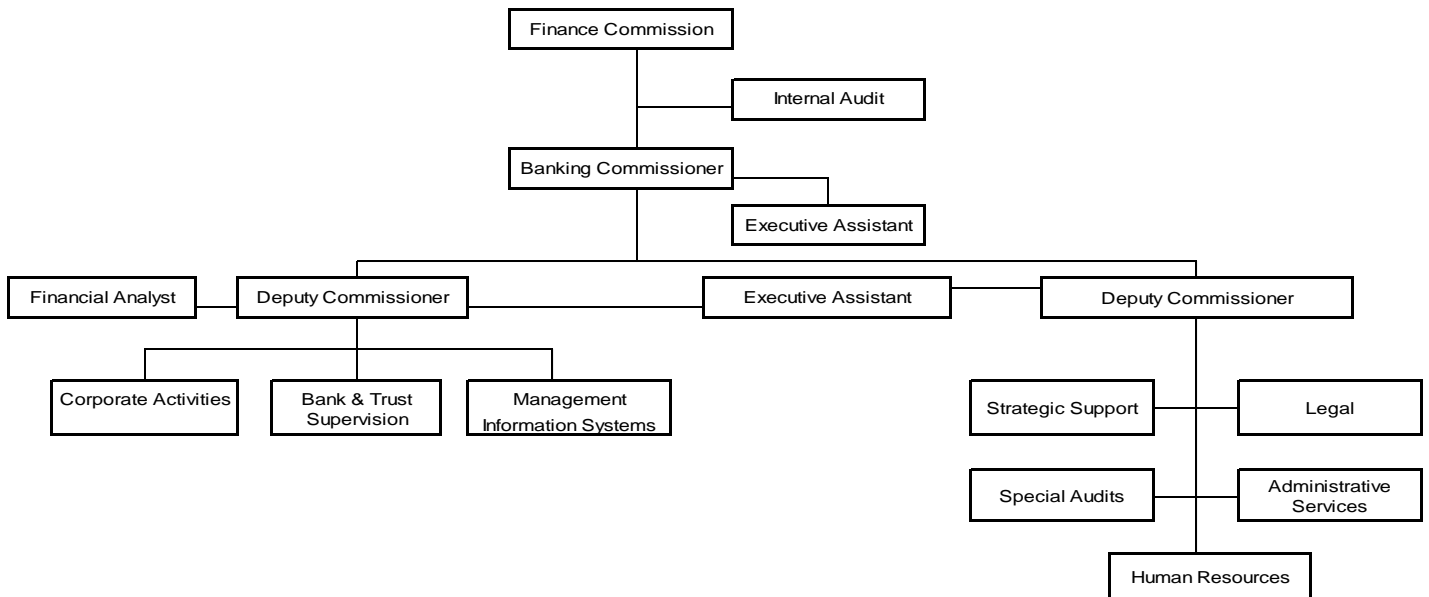 Finance Commission
Internal Audit
Banking Commissioner
Executive Assistant
Financial Analyst
Deputy Commissioner
Executive Assistant
Deputy Commissioner
Corporate Activities
Bank & Trust
Supervision
Management
Information Systems
Strategic Support
Legal
Special Audits
Administrative
Services
Human Resources